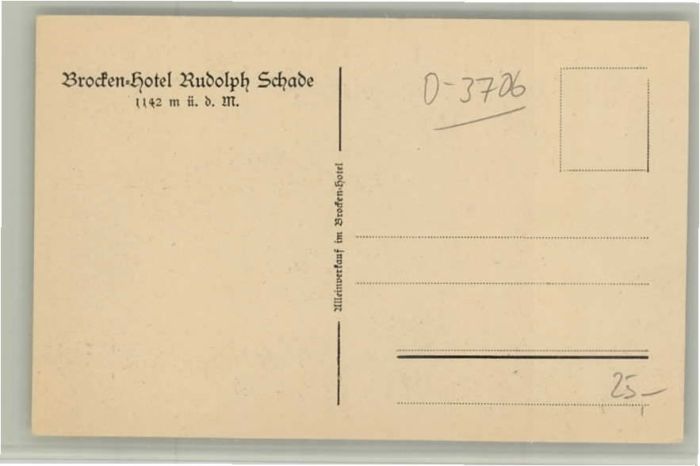 Brocken-Hotel Rudolph Schade
1142 m ü. d. M.
Alleinverkauf im Brocken-Hotel
D-3706
25-